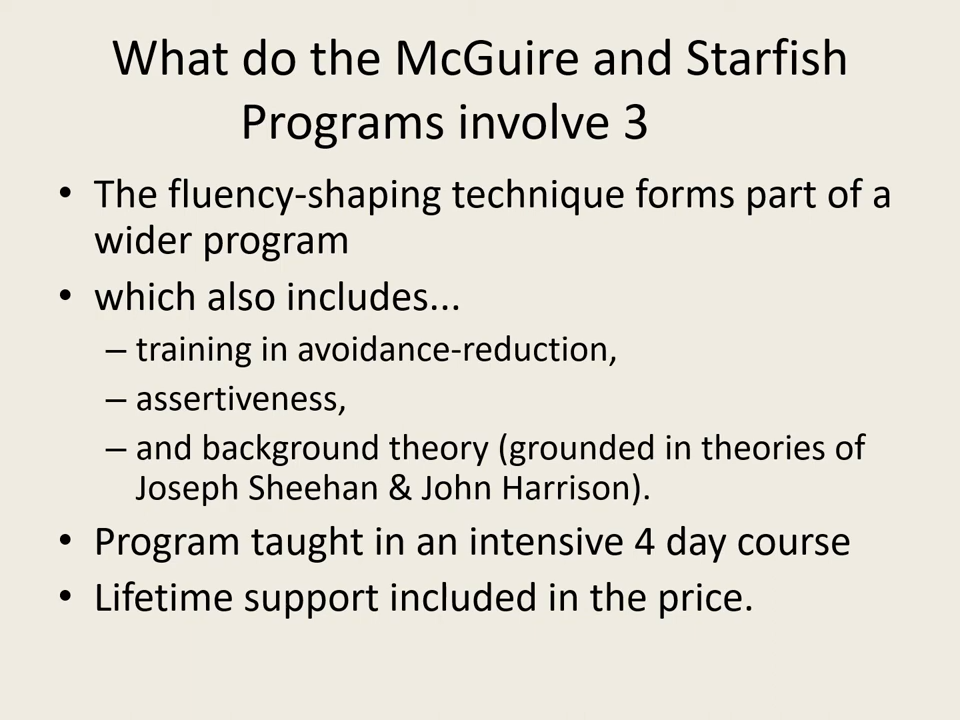 What do the McGuire and Starfish
Programs involve 3
• The fluency-shaping technique forms part of a
wider program
• which also includes...
– training in avoidance-reduction,
– assertiveness,
– and background theory (grounded in theories of
Joseph Sheehan & John Harrison).
• Program taught in an intensive 4 day course
• Lifetime support included in the price.